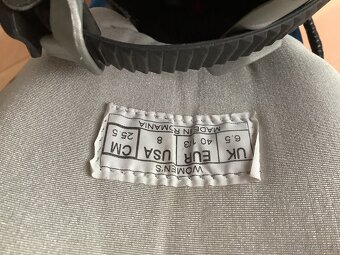 WOMEN'S
UK EUR USA CM
6.5 40 1/3 8 25.5
MADE IN ROMANIA